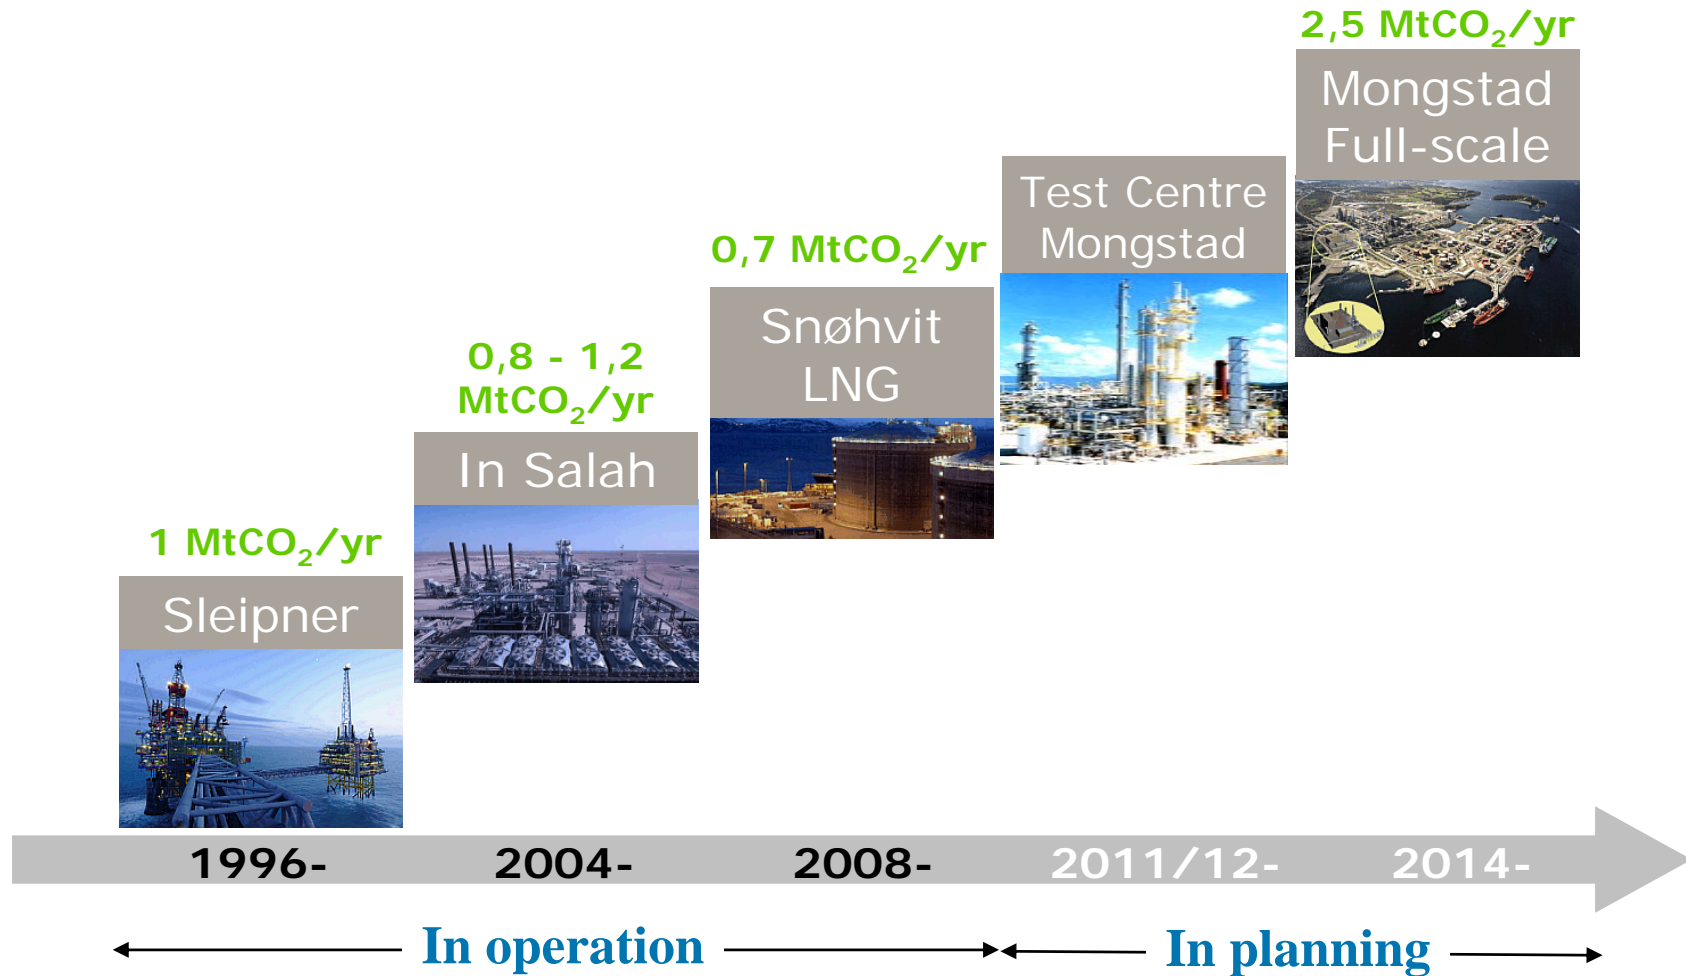 2,5 MtCO₂/yr
Mongstad
Full-scale
Test Centre
Mongstad
0,7 MtCO₂/yr
Snøhvit
LNG
0,8 - 1,2
MtCO₂/yr
In Salah
1 MtCO₂/yr
Sleipner
1996-
2004-
2008-
2011/12-
2014-
In operation
In planning